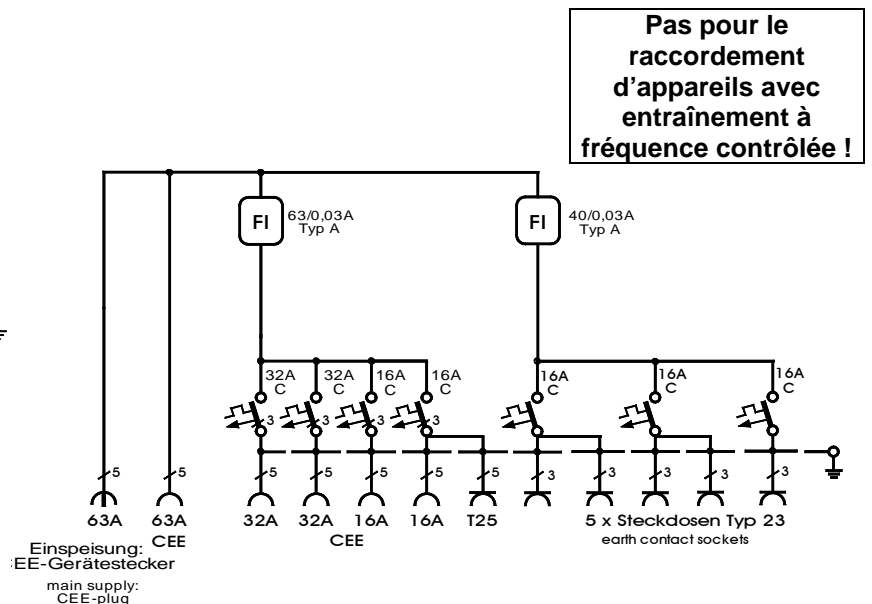 Pas pour le
raccordement
d'appareils avec
entraînement à
fréquence contrôlée !
FI 63/0,03A
Typ A
FI 40/0,03A
Typ A
32A 32A 16A 16A 16A 16A 16A
C C C C C C C
3 3 3 3
5 5 5 5 5 5 5 3 3 3 3 3
63A 63A 32A 32A 16A 16A T25 5 x Steckdosen Typ 23
CEE CEE earth contact sockets
Einspeisung:
EE-Gerätestecker
main supply:
CEE-plug